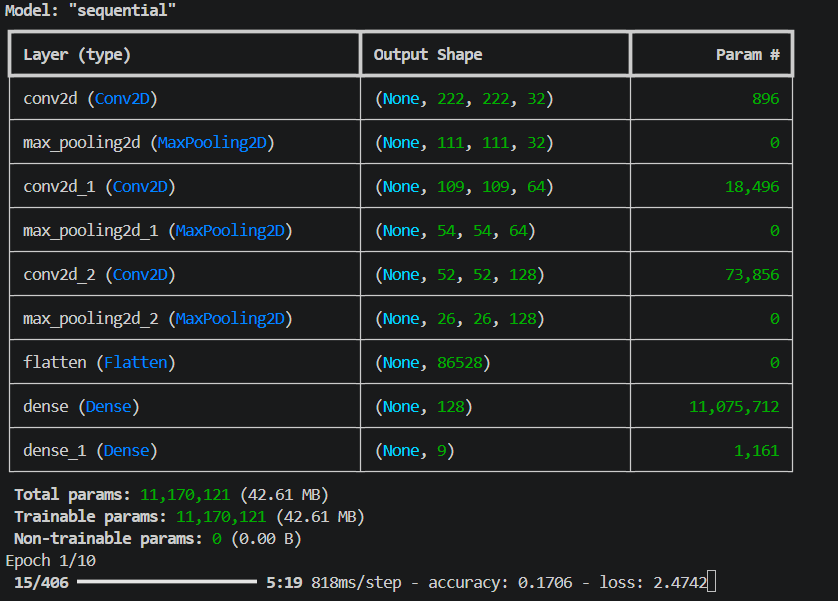 Model: "sequential"
Layer (type) Output Shape Param #
conv2d (Conv2D) (None, 222, 222, 32) 896
max_pooling2d (MaxPooling2D) (None, 111, 111, 32) 0
conv2d_1 (Conv2D) (None, 109, 109, 64) 18,496
max_pooling2d_1 (MaxPooling2D) (None, 54, 54, 64) 0
conv2d_2 (Conv2D) (None, 52, 52, 128) 73,856
max_pooling2d_2 (MaxPooling2D) (None, 26, 26, 128) 0
flatten (Flatten) (None, 86528) 0
dense (Dense) (None, 128) 11,075,712
dense_1 (Dense) (None, 9) 1,161
Total params: 11,170,121 (42.61 MB)
Trainable params: 11,170,121 (42.61 MB)
Non-trainable params: 0 (0.00 B)
Epoch 1/10
15/406 5:19 818ms/step - accuracy: 0.1706 - loss: 2.4742